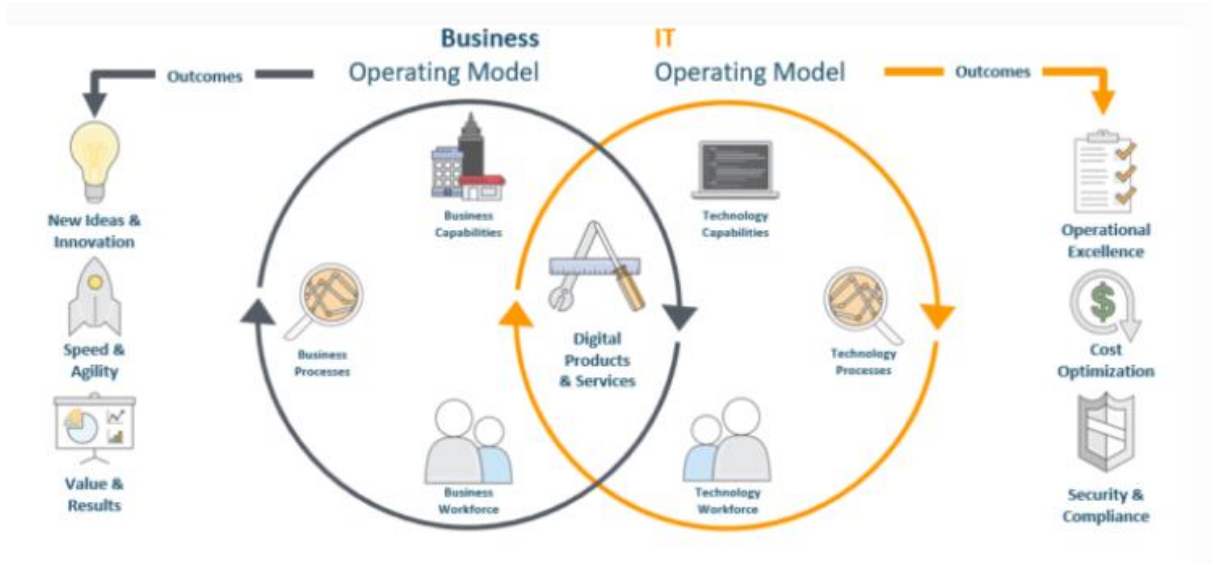 Business
Operating Model
IT
Operating Model
Outcomes
Outcomes
New Ideas &
Innovation
Speed &
Agility
Value &
Results
Business
Capabilities
Business
Processes
Business
Workforce
Digital
Products
& Services
Technology
Capabilities
Technology
Processes
Technology
Workforce
Operational
Excellence
Cost
Optimization
Security &
Compliance